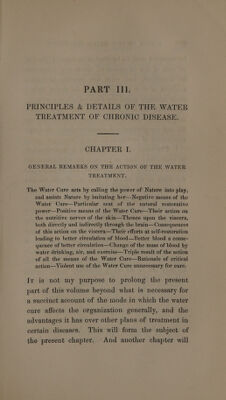 PART III.
PRINCIPLES & DETAILS OF THE WATER
TREATMENT OF CHRONIC DISEASE.
CHAPTER I.
GENERAL REMARKS ON THE ACTION OF THE WATER
TREATMENT.
The Water Cure acts by calling the power of Nature into play,
and assists Nature by imitating her—Negative means of the
Water Cure—Particular seat of the natural restorative
power—Positive means of the Water Cure—Their action on
the nutritive nerves of the skin—Thence upon the viscera,
both directly and indirectly through the brain—Consequences
of this action on the viscera—Their efforts at self-restoration
leading to better circulation of blood—Better blood a conse-
quence of better circulation—Change of the mass of blood by
water drinking, air, and exercise—Triple result of the action
of all the means of the Water Cure—Rationale of critical
action—Violent use of the Water Cure unnecessary for cure.
It is not my purpose to prolong the present
part of this volume beyond what is necessary for
a succinct account of the mode in which the water
cure affects the organization generally, and the
advantages it has over other plans of treatment in
certain diseases. This will form the subject of
the present chapter. And another chapter will